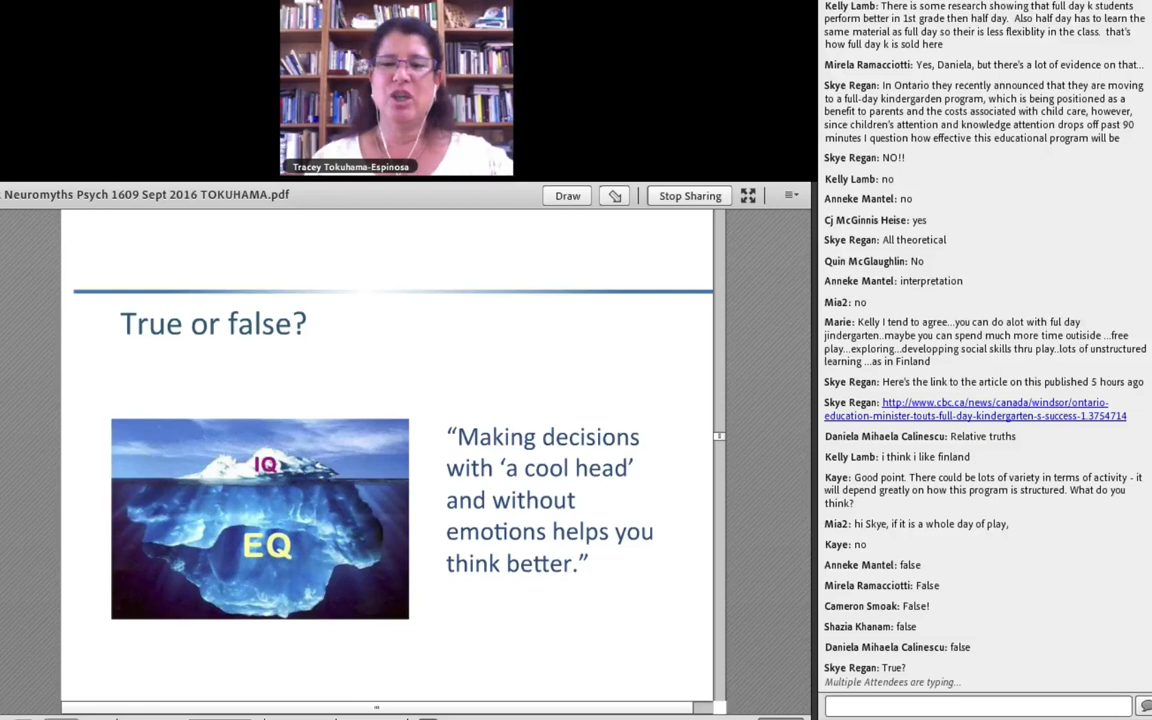 Tracey Tokuhama-Espinosa
Neuromyths Psych 1609 Sept 2016 TOKUHAMA.pdf
Draw
Stop Sharing
True or false?
IQ
EQ
“Making decisions
with ‘a cool head’
and without
emotions helps you
think better.”
Kelly Lamb: There is some research showing that full day k students
perform better in 1st grade then half day. Also half day has to learn the
same material as full day so their is less flexiblity in the class. that's
how full day k is sold here
Mirela Ramacciotti: Yes, Daniela, but there's a lot of evidence on that...
Skye Regan: In Ontario they recently announced that they are moving
to a full-day kindergarden program, which is being positioned as a
benefit to parents and the costs associated with child care, however,
since children's attention and knowledge attention drops off past 90
minutes I question how effective this educational program will be
Skye Regan: NO!!
Kelly Lamb: no
Anneke Mantel: no
Cj McGinnis Heise: yes
Skye Regan: All theoretical
Quin McGlaughlin: No
Anneke Mantel: interpretation
Mia2: no
Marie: Kelly I tend to agree...you can do alot with ful day
jindergarten..maybe you can spend much more time outiside ...free
play...exploring...developping social skills thru play..lots of unstructured
learning ...as in Finland
Skye Regan: Here's the link to the article on this published 5 hours ago
Skye Regan: http://www.cbc.ca/news/canada/windsor/ontario-
education-minister-touts-full-day-kindergarten-s-success-1.3754714
Daniela Mihaela Calinescu: Relative truths
Kelly Lamb: i think i like finland
Kaye: Good point. There could be lots of variety in terms of activity - it
will depend greatly on how this program is structured. What do you
think?
Mia2: hi Skye, if it is a whole day of play,
Kaye: no
Anneke Mantel: false
Mirela Ramacciotti: False
Cameron Smoak: False!
Shazia Khanam: false
Daniela Mihaela Calinescu: false
Skye Regan: True?
Multiple Attendees are typing...